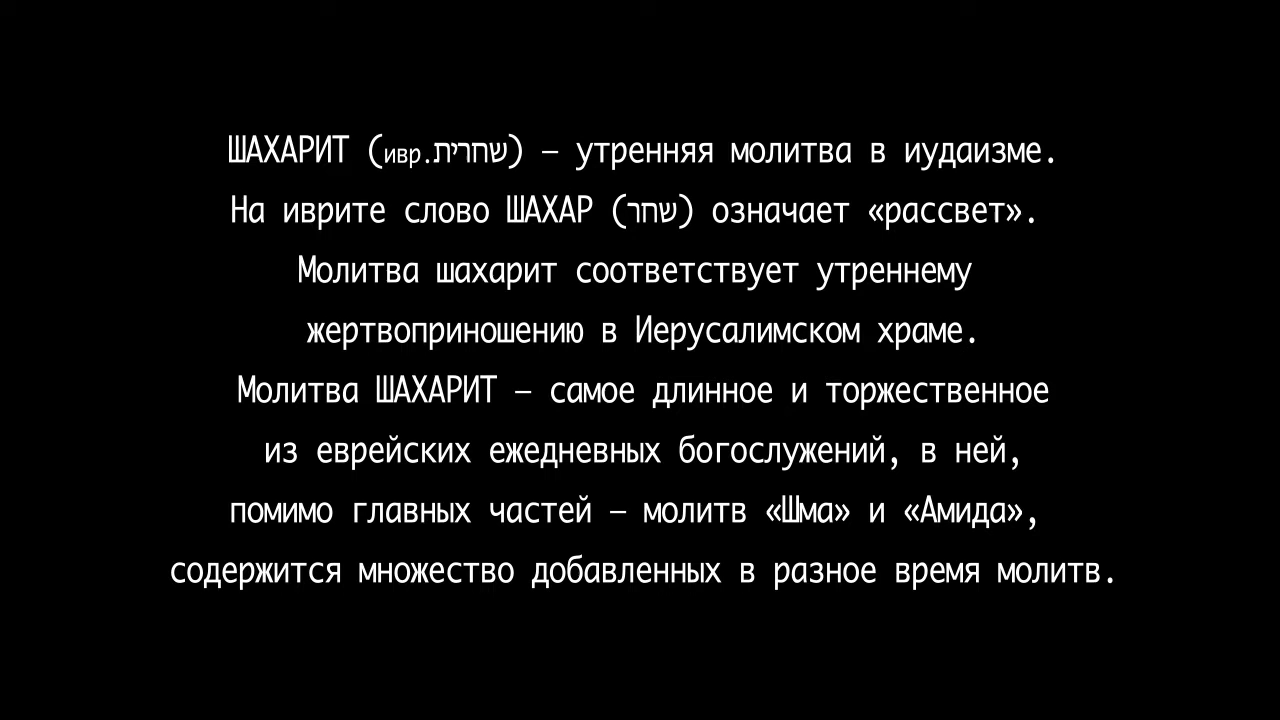 ШАХАРИТ (ивр.שחרית) – утренняя молитва в иудаизме.
На иврите слово ШАХАР (שחר) означает «рассвет».
Молитва шахарит соответствует утреннему
жертвоприношению в Иерусалимском храме.
Молитва ШАХАРИТ – самое длинное и торжественное
из еврейских ежедневных богослужений, в ней,
помимо главных частей – молитв «Шма» и «Амида»,
содержится множество добавленных в разное время молитв.